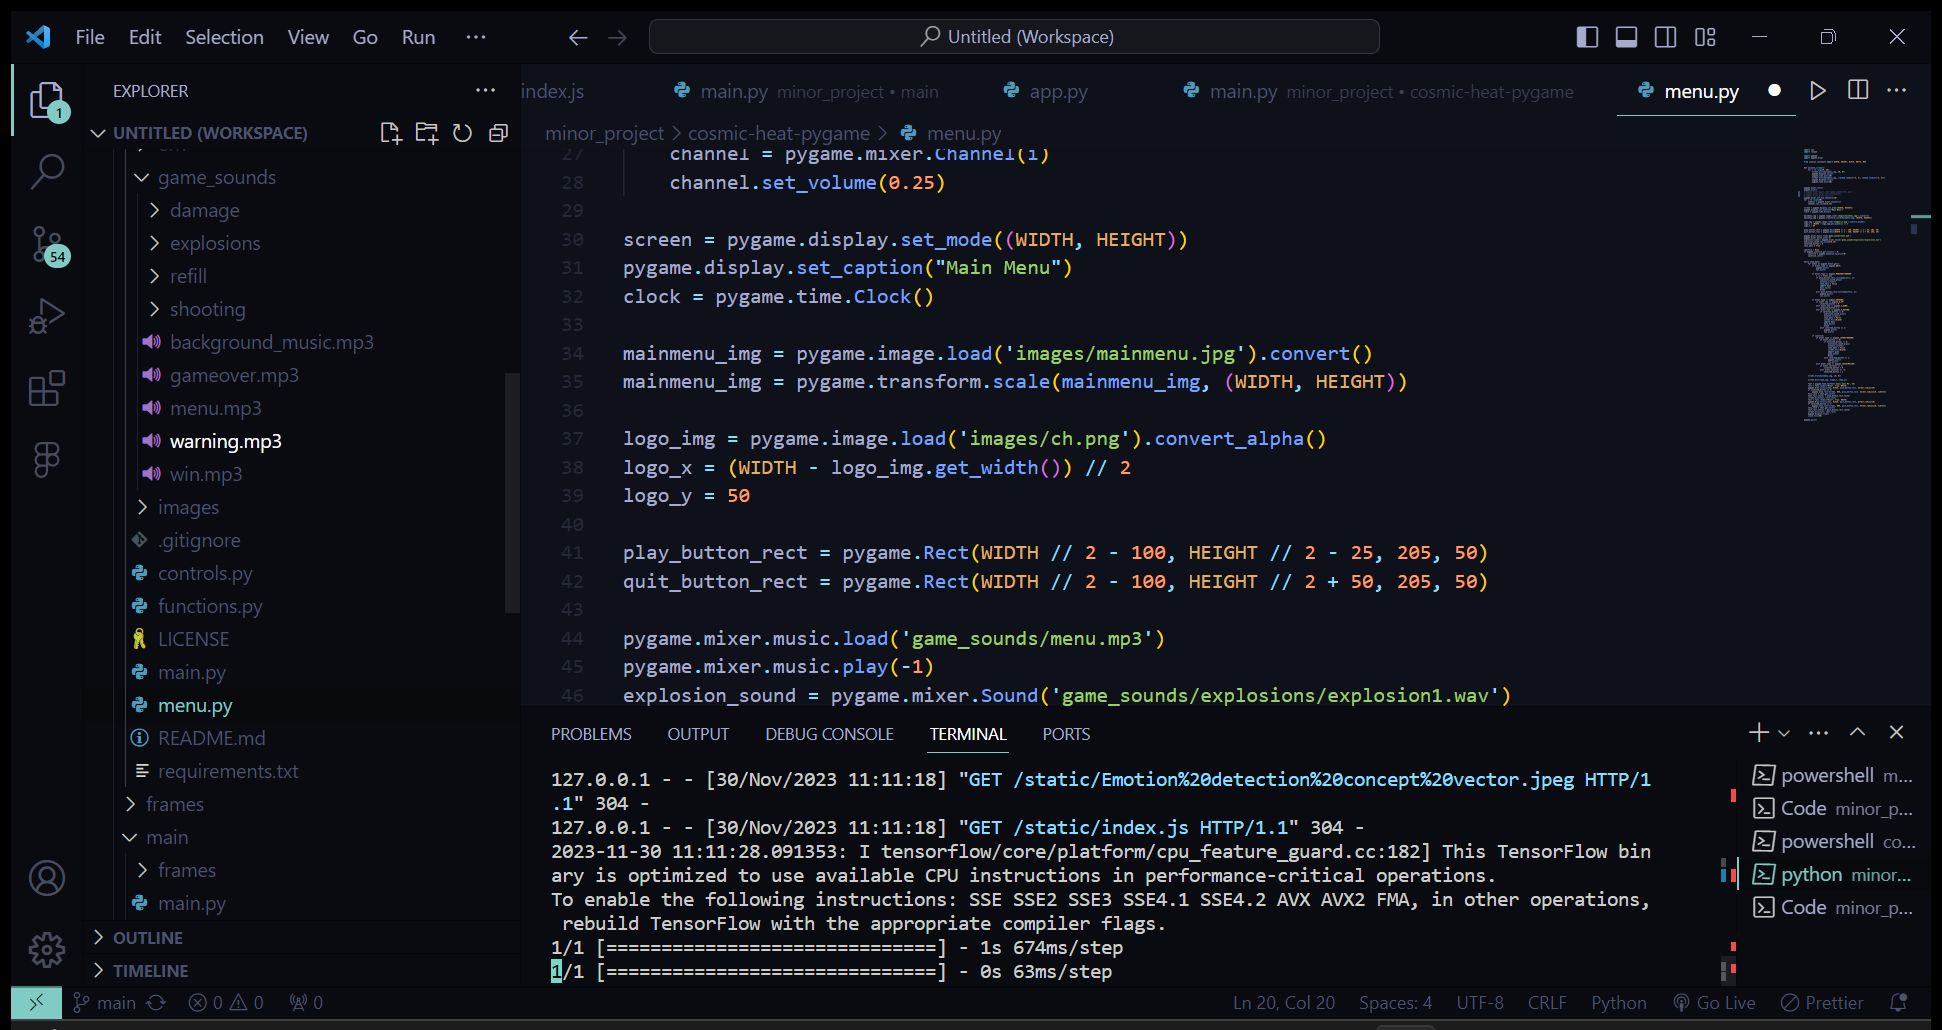 File Edit Selection View Go Run ···
Untitled (Workspace)
EXPLORER ···
index.js main.py minor_project • main app.py main.py minor_project • cosmic-heat-pygame menu.py
1
UNTITLED (WORKSPACE)
minor_project > cosmic-heat-pygame > menu.py
game_sounds
damage
explosions
refill
shooting
background_music.mp3
gameover.mp3
menu.mp3
warning.mp3
win.mp3
images
.gitignore
controls.py
functions.py
LICENSE
main.py
menu.py
README.md
requirements.txt
frames
main
frames
main.py
OUTLINE
TIMELINE
54
27 channel = pygame.mixer.Channel(i)
28 channel.set_volume(0.25)
29
30 screen = pygame.display.set_mode((WIDTH, HEIGHT))
31 pygame.display.set_caption("Main Menu")
32 clock = pygame.time.Clock()
33
34 mainmenu_img = pygame.image.load('images/mainmenu.jpg').convert()
35 mainmenu_img = pygame.transform.scale(mainmenu_img, (WIDTH, HEIGHT))
36
37 logo_img = pygame.image.load('images/ch.png').convert_alpha()
38 logo_x = (WIDTH - logo_img.get_width()) // 2
39 logo_y = 50
40
41 play_button_rect = pygame.Rect(WIDTH // 2 - 100, HEIGHT // 2 - 25, 205, 50)
42 quit_button_rect = pygame.Rect(WIDTH // 2 - 100, HEIGHT // 2 + 50, 205, 50)
43
44 pygame.mixer.music.load('game_sounds/menu.mp3')
45 pygame.mixer.music.play(-1)
46 explosion_sound = pygame.mixer.Sound('game_sounds/explosions/explosion1.wav')
PROBLEMS OUTPUT DEBUG CONSOLE TERMINAL PORTS
127.0.0.1 - - [30/Nov/2023 11:11:18] "GET /static/Emotion%20detection%20concept%20vector.jpeg HTTP/1
.1" 304 -
127.0.0.1 - - [30/Nov/2023 11:11:18] "GET /static/index.js HTTP/1.1" 304 -
2023-11-30 11:11:28.091353: I tensorflow/core/platform/cpu_feature_guard.cc:182] This TensorFlow bin
ary is optimized to use available CPU instructions in performance-critical operations.
To enable the following instructions: SSE SSE2 SSE3 SSE4.1 SSE4.2 AVX AVX2 FMA, in other operations,
rebuild TensorFlow with the appropriate compiler flags.
1/1 [==============================] - 1s 674ms/step
1/1 [==============================] - 0s 63ms/step
powershell m...
Code minor_p...
powershell co...
python minor...
Code minor_p...
main 0 0 0 Ln 20, Col 20 Spaces: 4 UTF-8 CRLF Python Go Live Prettier